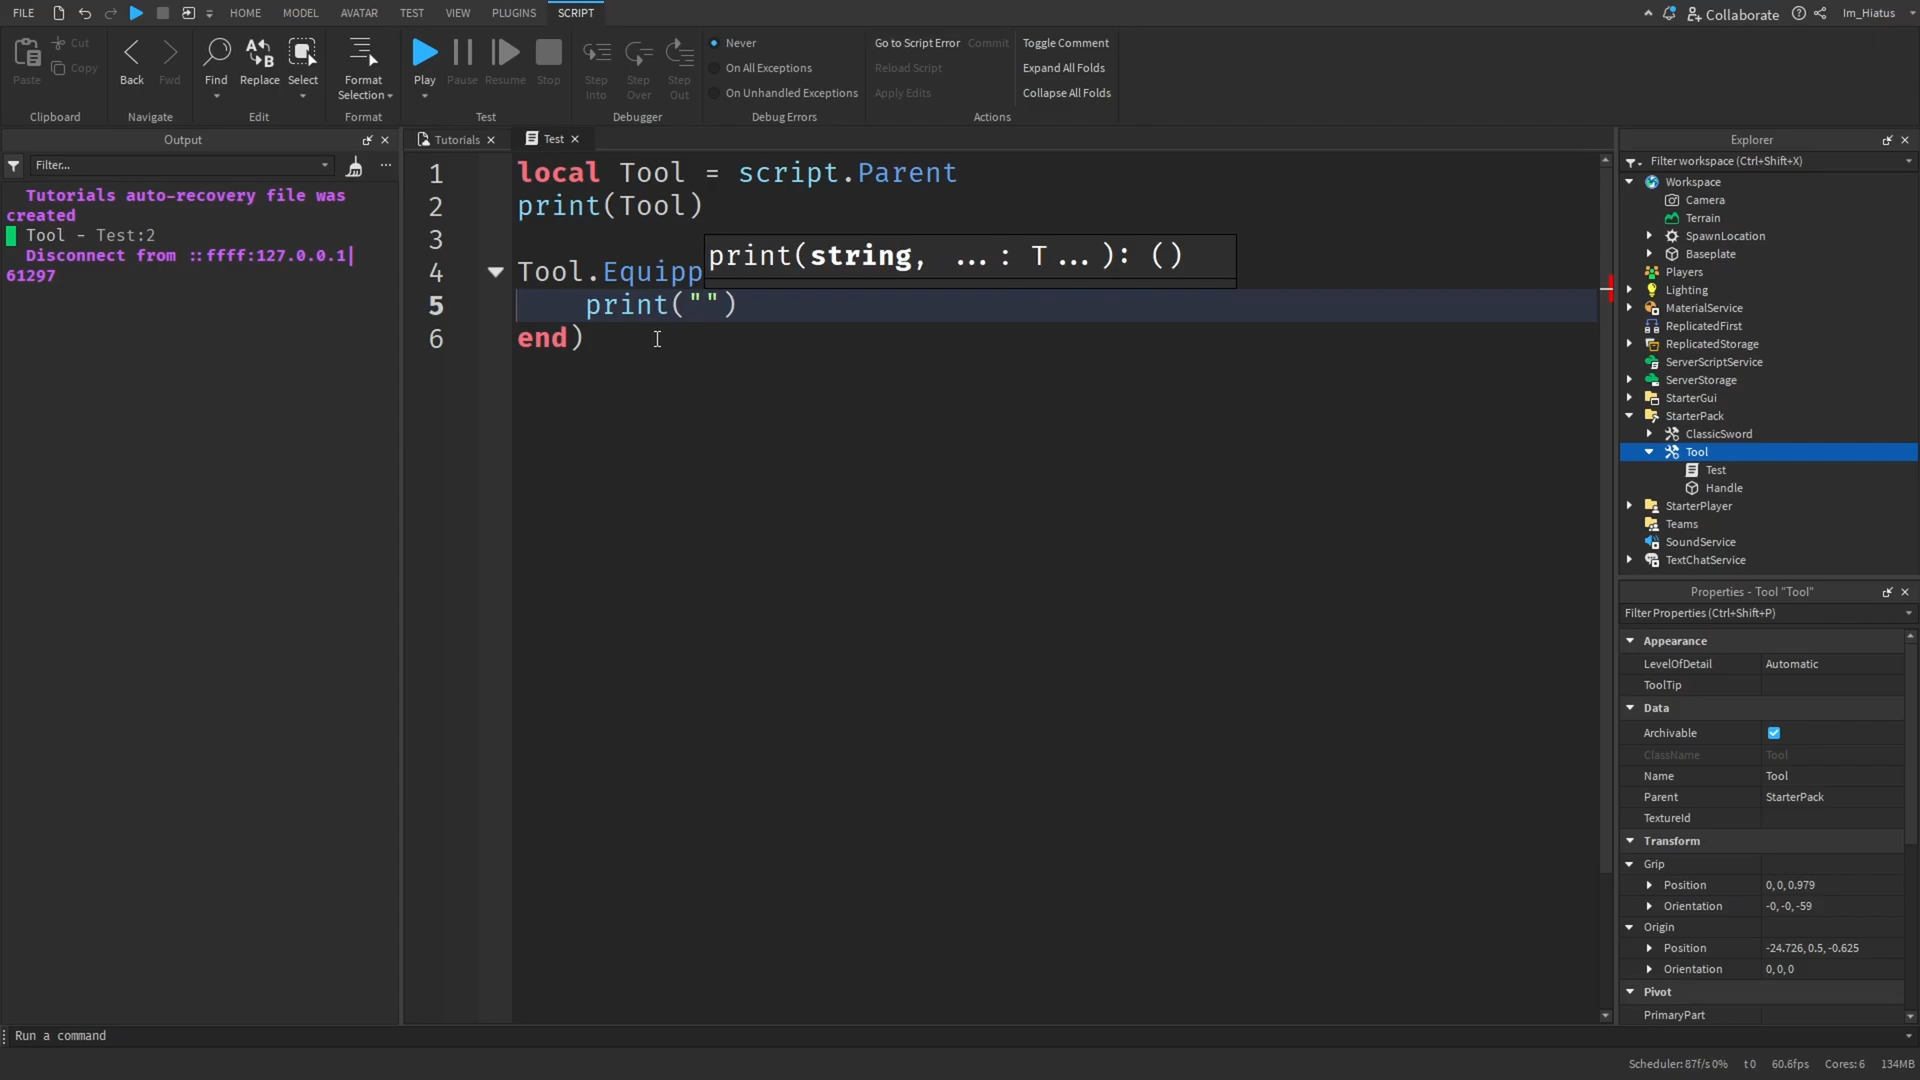 FILE HOME MODEL AVATAR TEST VIEW PLUGINS SCRIPT Collaborate Im_Hiatus
Paste Cut Copy Back Fwd Find Replace Select Format Selection Play Pause Resume Stop Step Into Step Over Step Out
Never
On All Exceptions
On Unhandled Exceptions
Go to Script Error Commit
Reload Script
Apply Edits
Toggle Comment
Expand All Folds
Collapse All Folds
Clipboard Navigate Edit Format Test Debugger Debug Errors Actions
Output
Filter...
Tutorials auto-recovery file was
created
Tool - Test:2
Disconnect from ::ffff:127.0.0.1|
61297
Tutorials Test
1 local Tool = script.Parent
2 print(Tool)
3
print(string, ...: T...): ()
4 Tool.Equipp
5 print("")
6 end)
Explorer
Filter workspace (Ctrl+Shift+X)
Workspace
Camera
Terrain
SpawnLocation
Baseplate
Players
Lighting
MaterialService
ReplicatedFirst
ReplicatedStorage
ServerScriptService
ServerStorage
StarterGui
StarterPack
ClassicSword
Tool
Test
Handle
StarterPlayer
Teams
SoundService
TextChatService
Properties - Tool "Tool"
Filter Properties (Ctrl+Shift+P)
Appearance
LevelOfDetail Automatic
ToolTip
Data
Archivable
ClassName Tool
Name Tool
Parent StarterPack
TextureId
Transform
Grip
Position 0, 0, 0.979
Orientation -0, -0, -59
Origin
Position -24.726, 0.5, -0.625
Orientation 0, 0, 0
Pivot
PrimaryPart
Run a command
Scheduler: 87f/s 0% t 0 60.6fps Cores: 6 134MB